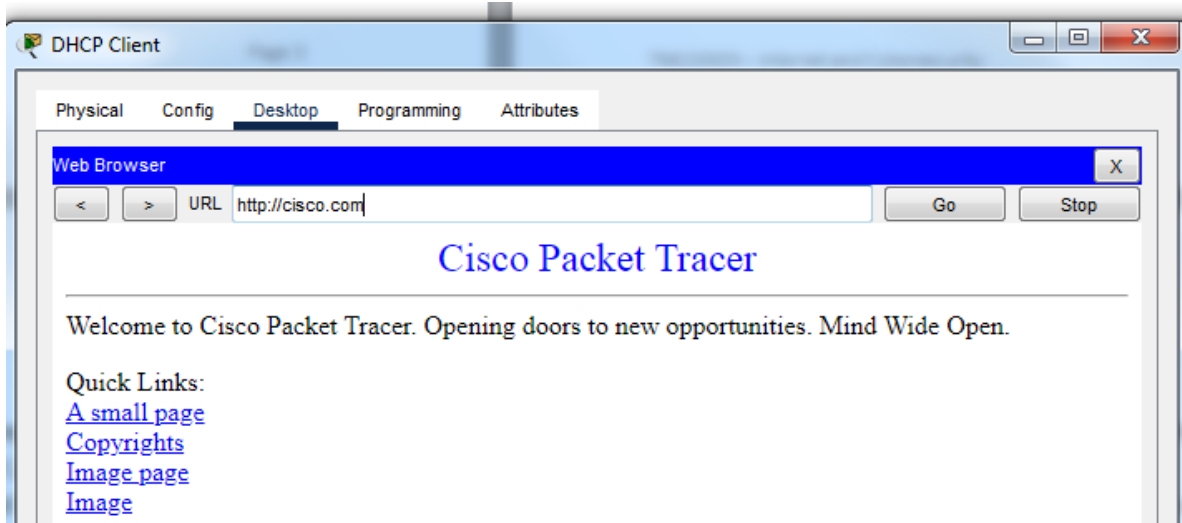 DHCP Client
Physical Config Desktop Programming Attributes
Web Browser X
< > URL http://cisco.com Go Stop
Cisco Packet Tracer
Welcome to Cisco Packet Tracer. Opening doors to new opportunities. Mind Wide Open.
Quick Links:
A small page
Copyrights
Image page
Image